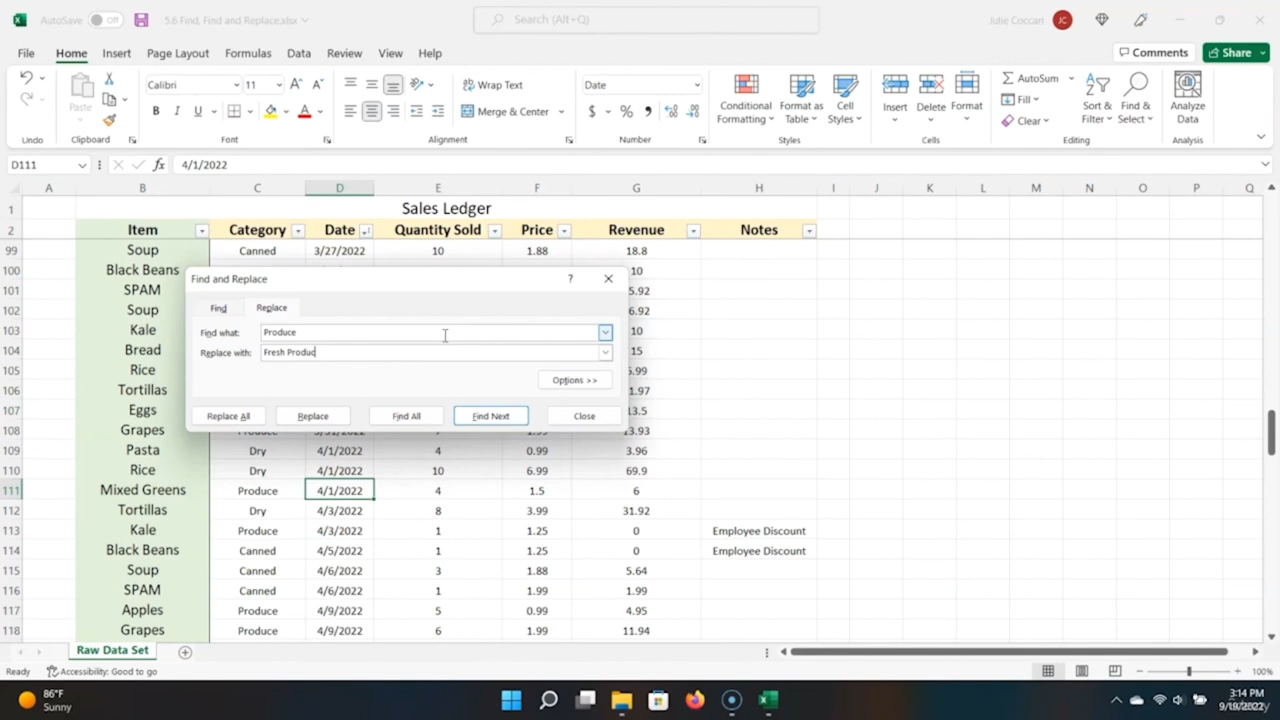 AutoSave Off 5.6 Find, Find and Replace.xlsx Search (Alt+Q) Julie Coccari JC
File Home Insert Page Layout Formulas Data Review View Help Comments Share
Calibri 11 A^ Aˇ Wrap Text Date AutoSum
Paste B I U A Merge & Center $ % , Conditional Formatting Format as Table Cell Styles Insert Delete Format Fill Clear Sort & Filter Find & Select Analyze Data
Undo Clipboard Font Alignment Number Styles Cells Editing Analysis
D111 fx 4/1/2022
A B C D E F G H I J K L M N O P Q
1 Sales Ledger
2 Item Category Date Quantity Sold Price Revenue Notes
99 Soup Canned 3/27/2022 10 1.88 18.8
100 Black Beans 10
Find and Replace ?
101 SPAM 5.92
Find Replace
102 Soup 6.92
103 Kale 10
Find what: Produce
104 Bread 15
Replace with: Fresh Produc
105 Rice 5.99
Options >>
106 Tortillas 1.97
107 Eggs 13.5
Replace All Replace Find All Find Next Close
108 Grapes 3/31/2022 13.93
109 Pasta Dry 4/1/2022 4 0.99 3.96
110 Rice Dry 4/1/2022 10 6.99 69.9
111 Mixed Greens Produce 4/1/2022 4 1.5 6
112 Tortillas Dry 4/3/2022 8 3.99 31.92
113 Kale Produce 4/3/2022 1 1.25 0 Employee Discount
114 Black Beans Canned 4/5/2022 1 1.25 0 Employee Discount
115 Soup Canned 4/6/2022 3 1.88 5.64
116 SPAM Canned 4/6/2022 1 1.99 1.99
117 Apples Produce 4/9/2022 5 0.99 4.95
118 Grapes Produce 4/9/2022 6 1.99 11.94
Raw Data Set
Ready Accessibility: Good to go 100%
86°F
Sunny
3:14 PM
9/19/2022